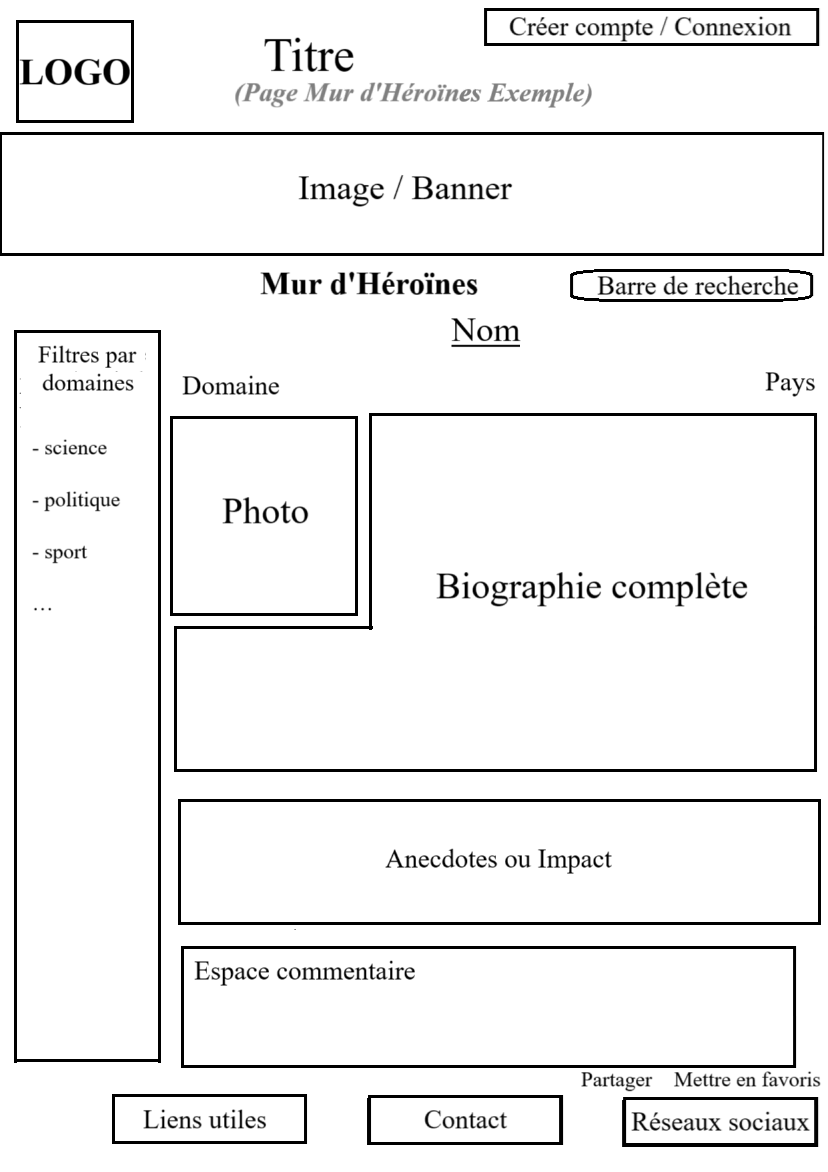 Créer compte / Connexion
LOGO
Titre
(Page Mur d'Héroïnes Exemple)
Image / Banner
Mur d'Héroïnes
Barre de recherche
Nom
Filtres par
domaines
- science
- politique
- sport
…
Domaine
Pays
Photo
Biographie complète
Anecdotes ou Impact
Espace commentaire
Partager
Mettre en favoris
Liens utiles
Contact
Réseaux sociaux